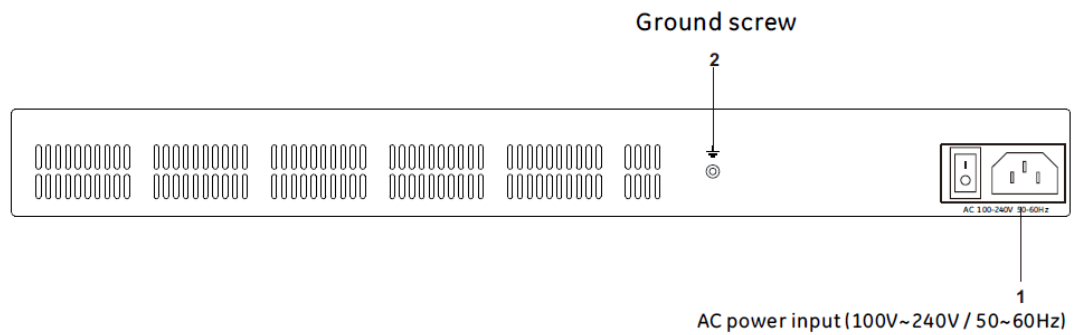 Ground screw
2
AC 100-240V 50-60Hz
1
AC power input (100V~240V / 50~60Hz)